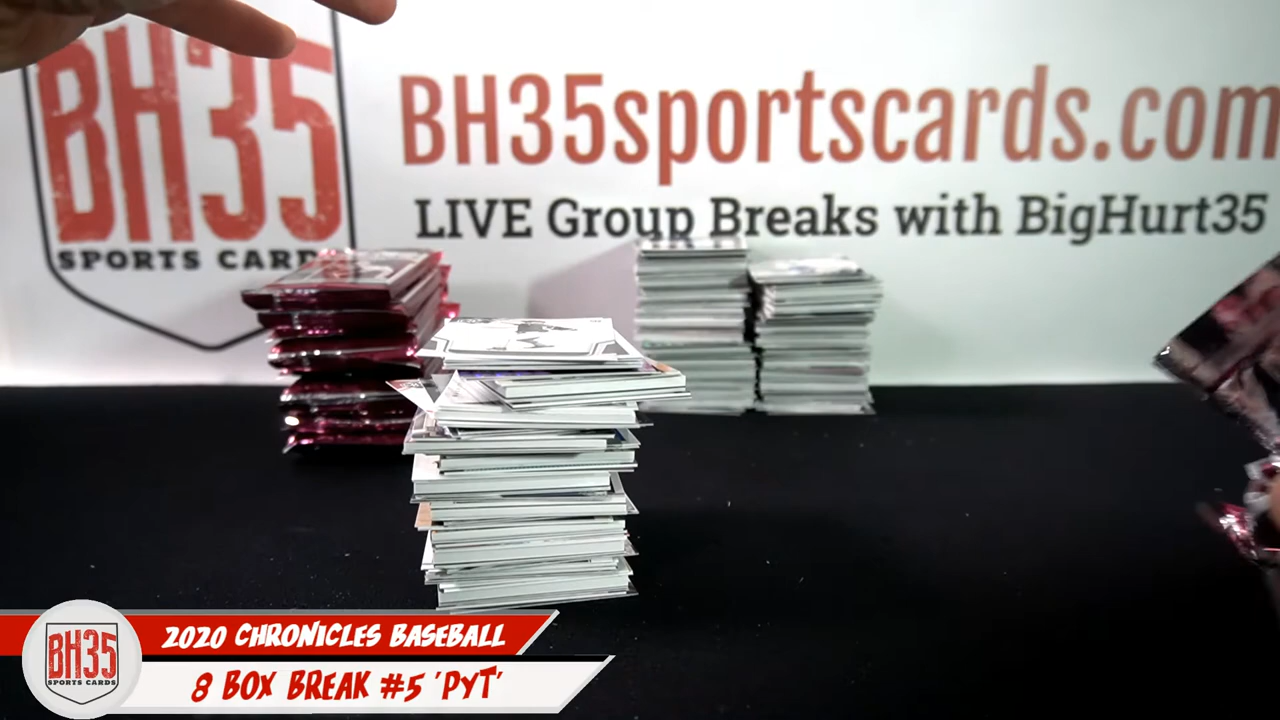 BH35
SPORTS CARD
BH35sportscards.com
LIVE Group Breaks with BigHurt35
BH35
SPORTS CARDS
2020 CHRONICLES BASEBALL
8 BOX BREAK #5 'PYT'